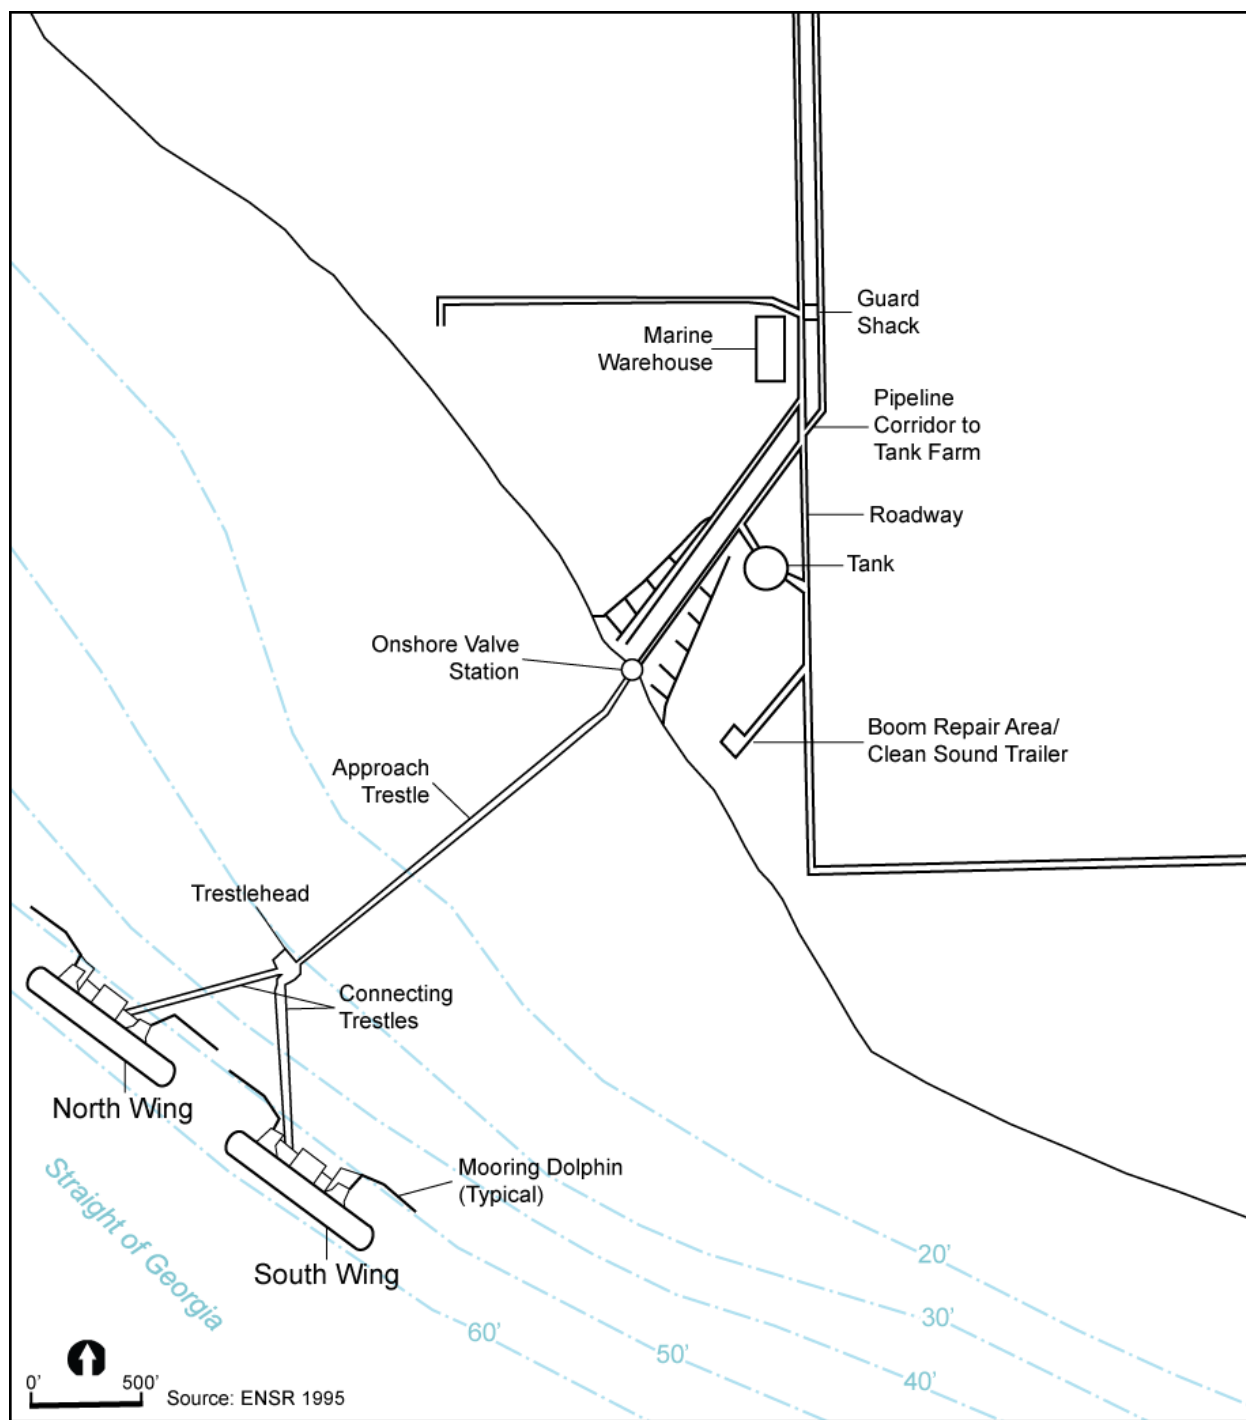 Guard
Shack
Marine
Warehouse
Pipeline
Corridor to
Tank Farm
Roadway
Tank
Onshore Valve
Station
Boom Repair Area/
Clean Sound Trailer
Approach
Trestle
Trestlehead
Connecting
Trestles
North Wing
Mooring Dolphin
(Typical)
South Wing
Straight of Georgia
20'
30'
60'
50'
40'
0' 500'
Source: ENSR 1995